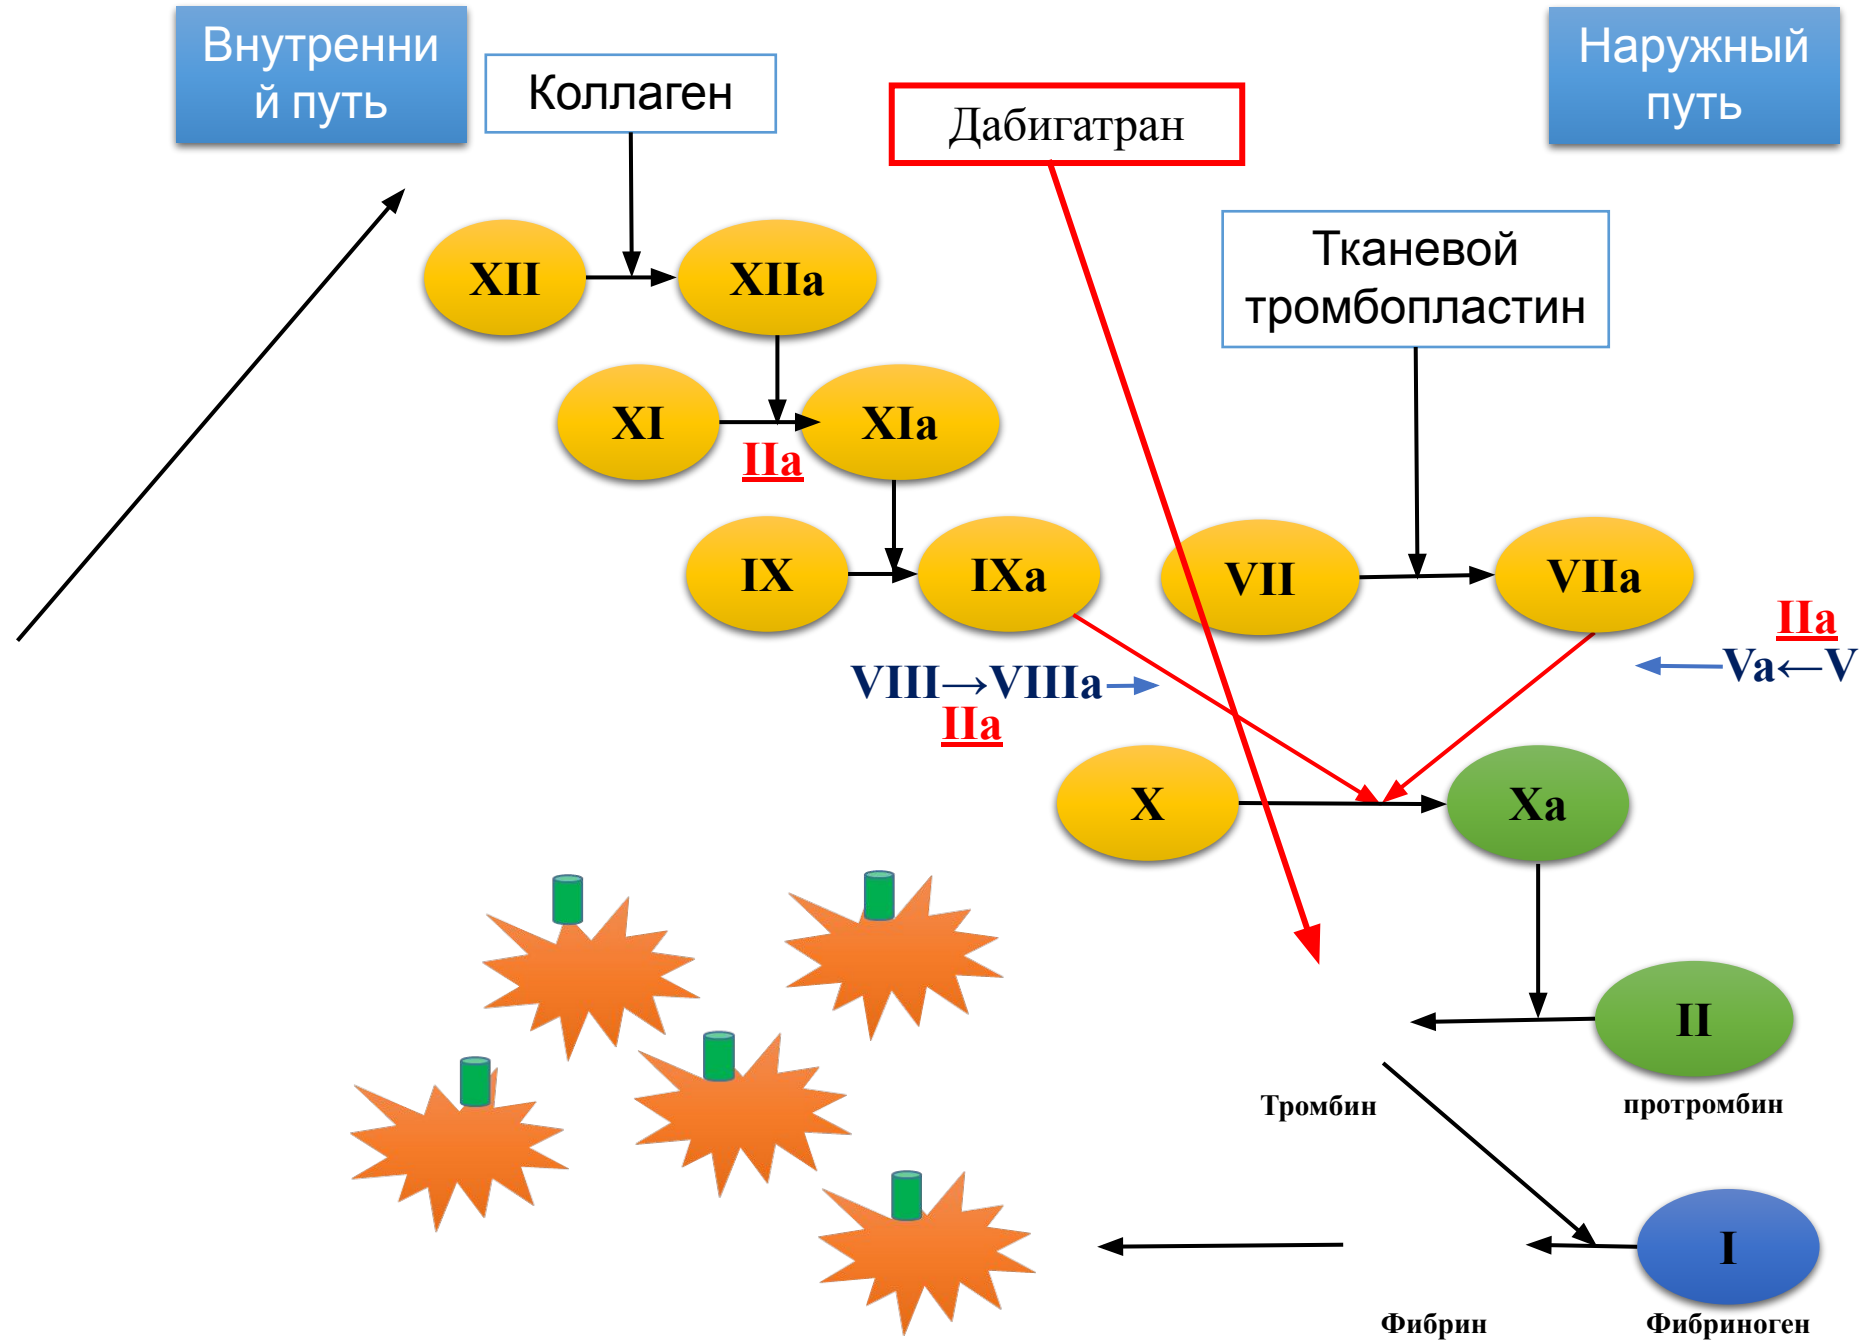 Внутренни
й путь
Коллаген
Дабигатран
Наружный
путь
Тканевой
тромбопластин
XII
XIIa
XI
XIa
IIa
IX
IXa
VII
VIIa
IIa
VIII→VIIIa
Va←V
IIa
X
Xa
II
Тромбин
протромбин
I
Фибрин
Фибриноген